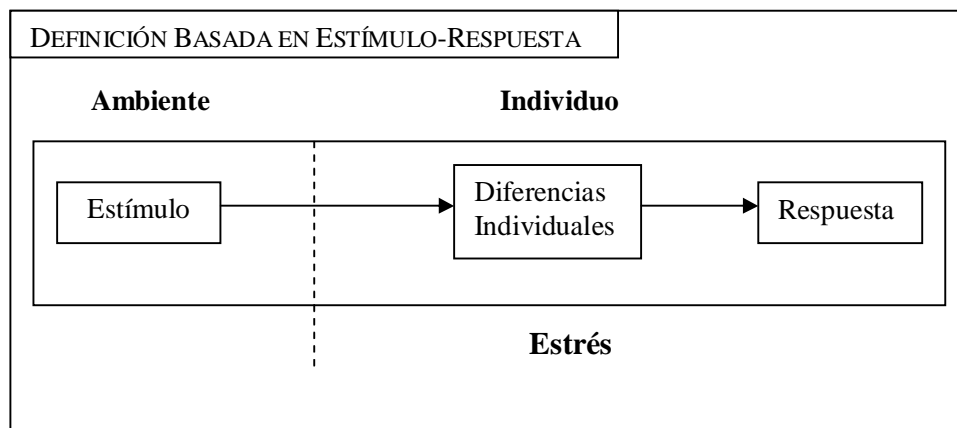 DEFINICIÓN BASADA EN ESTÍMULO-RESPUESTA
Ambiente
Individuo
Estímulo
Diferencias
Individuales
Respuesta
Estrés